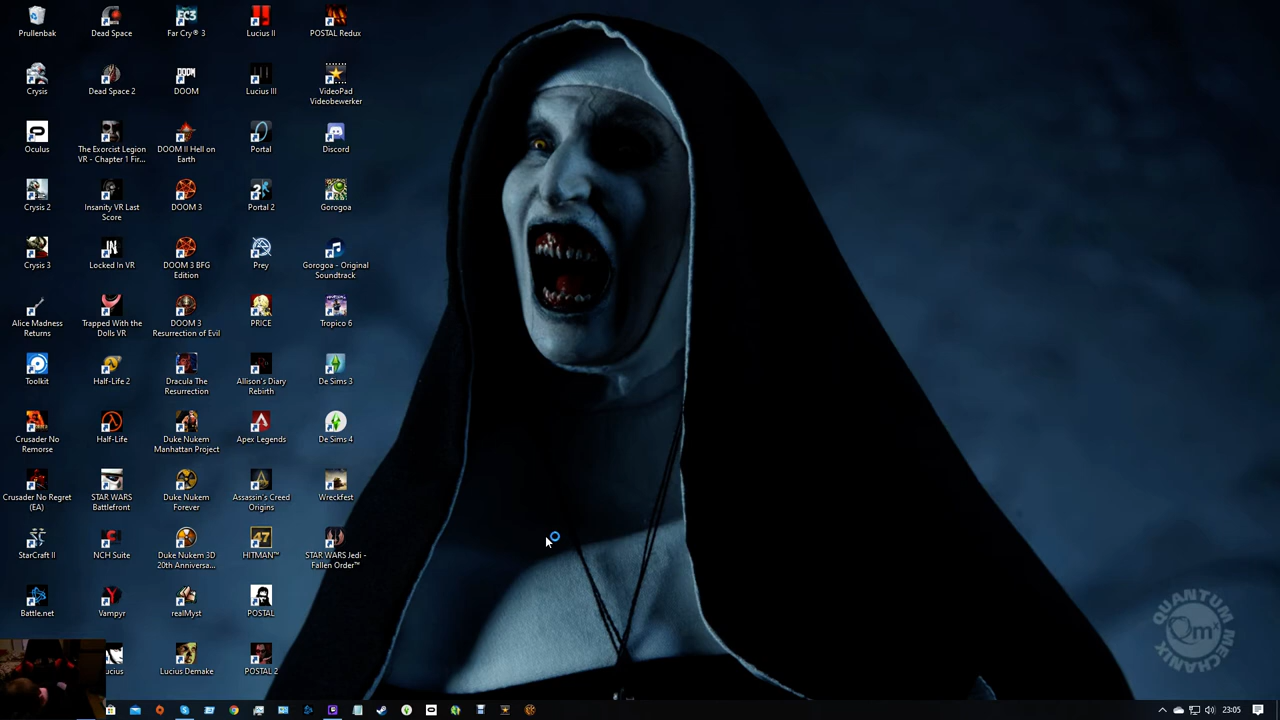 Prullenbak
Dead Space
Far Cry® 3
Lucius II
POSTAL Redux
Crysis
Dead Space 2
DOOM
Lucius III
VideoPad
Videobewerker
Oculus
The Exorcist Legion
VR - Chapter 1 Fir...
DOOM II Hell on
Earth
Portal
Discord
Crysis 2
Insanity VR Last
Score
DOOM 3
Portal 2
Gorogoa
Crysis 3
Locked In VR
DOOM 3 BFG
Edition
Prey
Gorogoa - Original
Soundtrack
Alice Madness
Returns
Trapped With the
Dolls VR
DOOM 3
Resurrection of Evil
PRICE
Tropico 6
Toolkit
Half-Life 2
Dracula The
Resurrection
Allison's Diary
Rebirth
De Sims 3
Crusader No
Remorse
Half-Life
Duke Nukem
Manhattan Project
Apex Legends
De Sims 4
Crusader No Regret
(EA)
STAR WARS
Battlefront
Duke Nukem
Forever
Assassin's Creed
Origins
Wreckfest
StarCraft II
NCH Suite
Duke Nukem 3D
20th Anniversa...
HITMAN™
STAR WARS Jedi -
Fallen Order™
Battle.net
Vampyr
realMyst
POSTAL
ucius
Lucius Demake
POSTAL 2
QUANTUM
Qm
MECHANIX
23:05